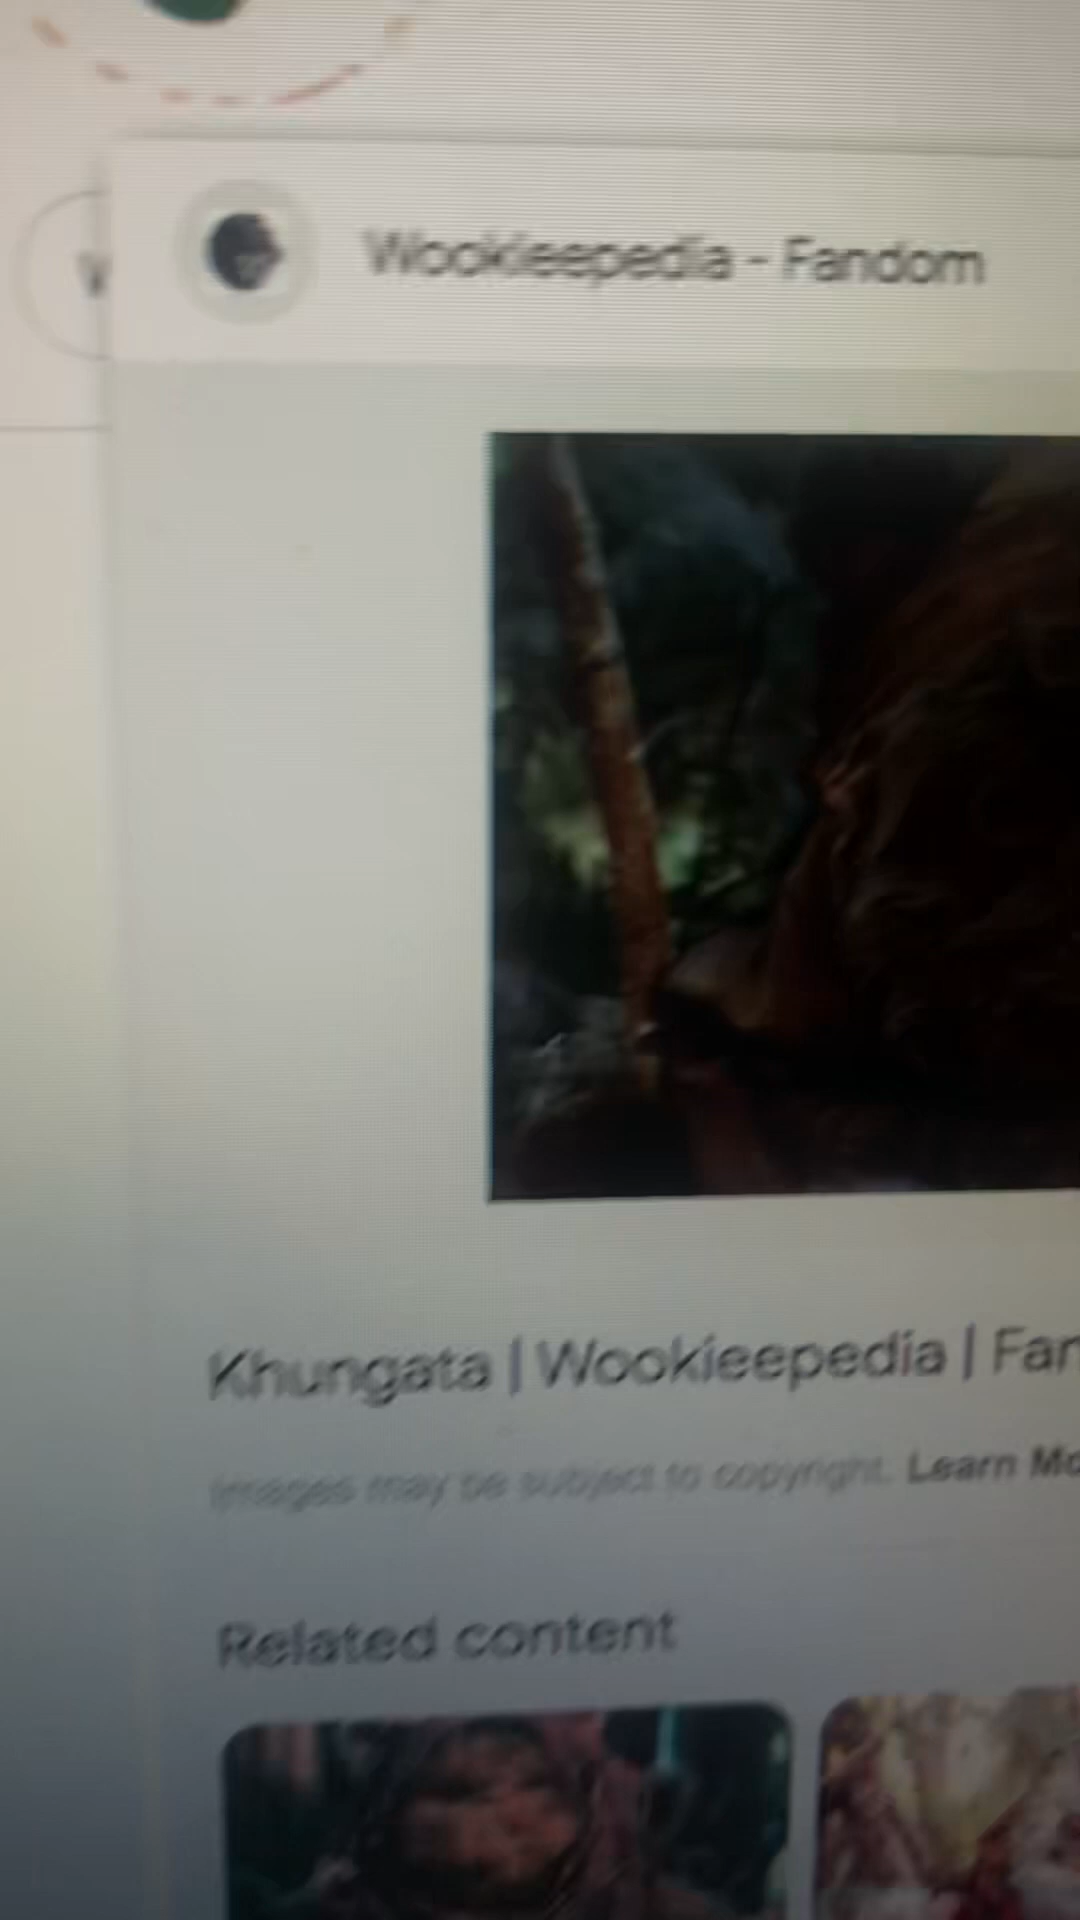 Wookieepedia - Fandom
Khungata | Wookieepedia | Fan
Images may be subject to copyright. Learn Mo
Related content